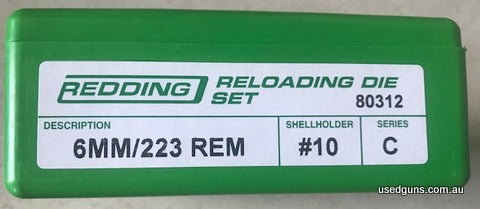 REDDING RELOADING DIE
SET 80312
DESCRIPTION SHELLHOLDER SERIES
6MM/223 REM #10 C
usedguns.com.au